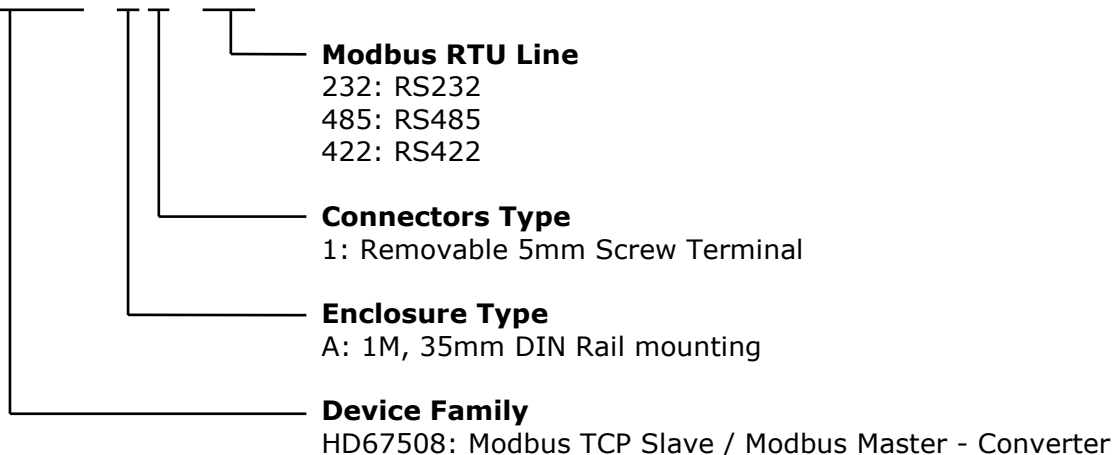 Modbus RTU Line
232: RS232
485: RS485
422: RS422
Connectors Type
1: Removable 5mm Screw Terminal
Enclosure Type
A: 1M, 35mm DIN Rail mounting
Device Family
HD67508: Modbus TCP Slave / Modbus Master - Converter